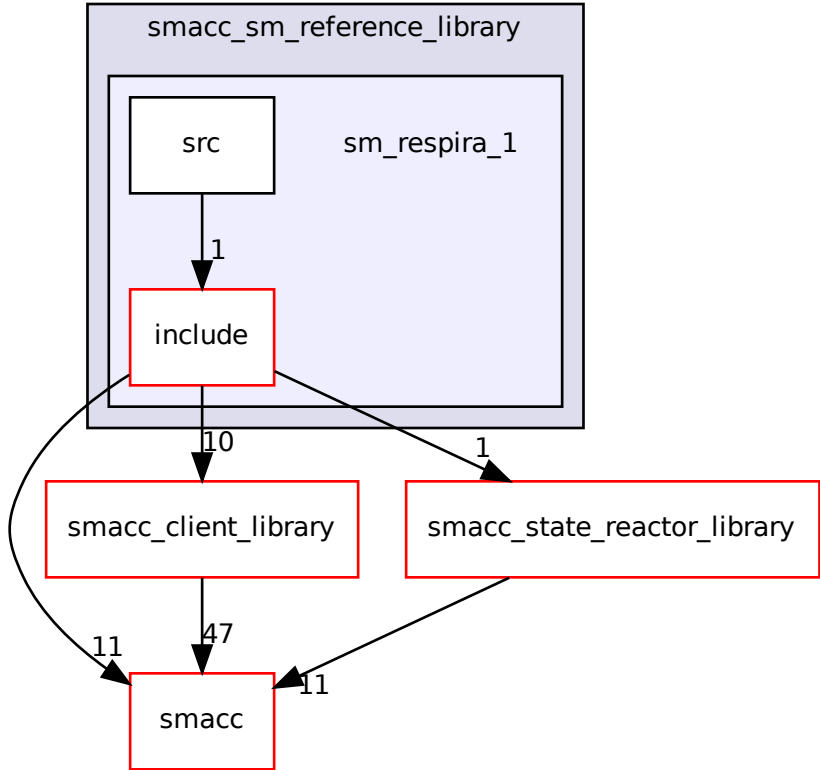 smacc_sm_reference_library
src
sm_respira_1
1
include
10
1
smacc_client_library
smacc_state_reactor_library
47
11
11
smacc